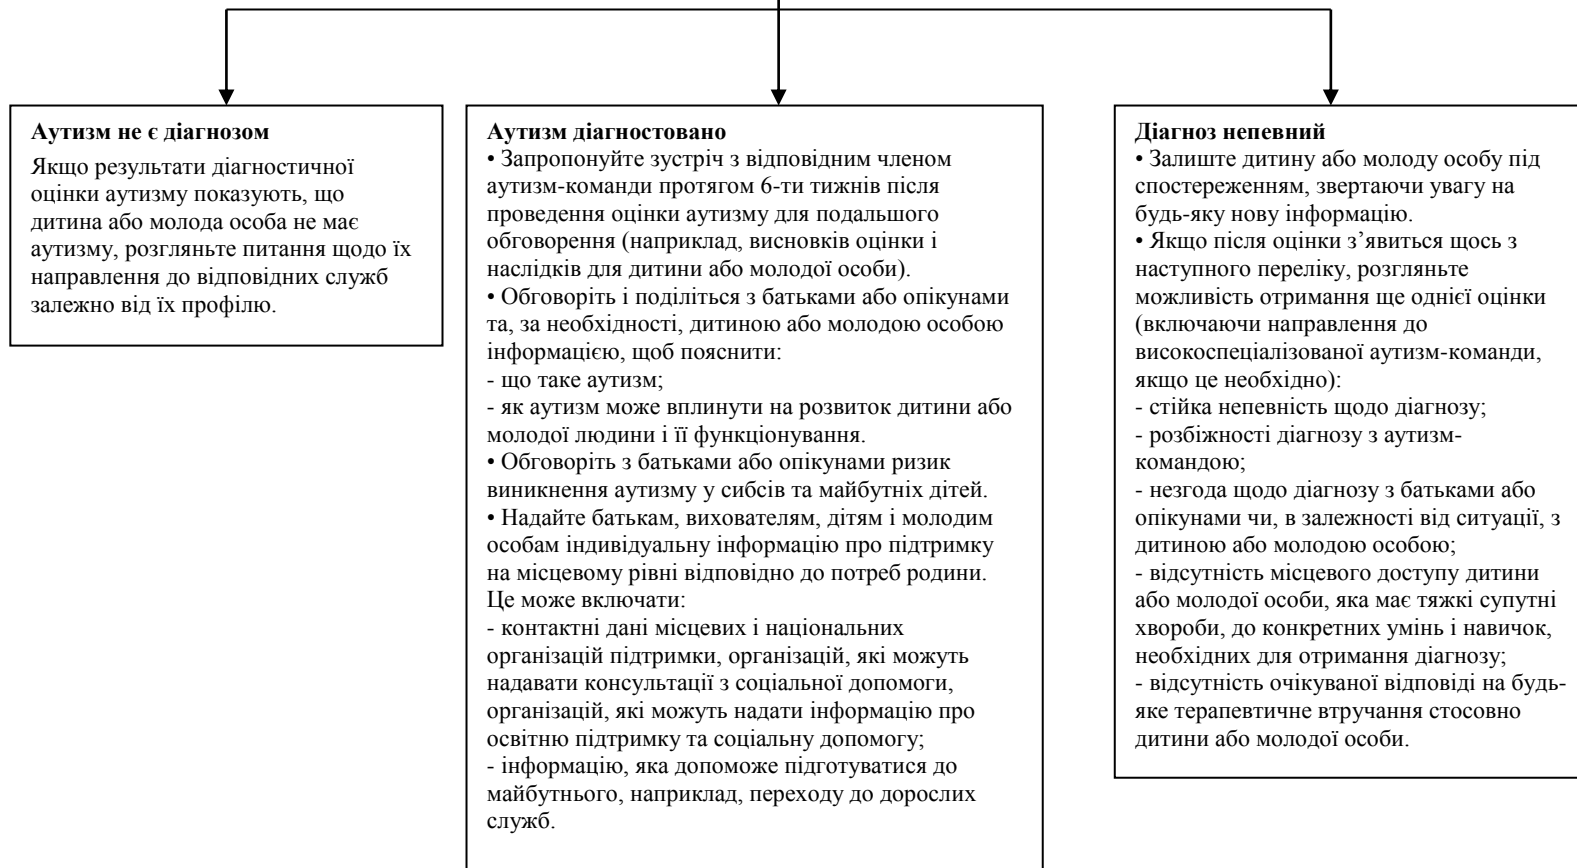 Аутизм не є діагнозом
Якщо результати діагностичної
оцінки аутизму показують, що
дитина або молода особа не має
аутизму, розгляньте питання щодо їх
направлення до відповідних служб
залежно від їх профілю.
Аутизм діагностовано
• Запропонуйте зустріч з відповідним членом
аутизм-команди протягом 6-ти тижнів після
проведення оцінки аутизму для подальшого
обговорення (наприклад, висновків оцінки і
наслідків для дитини або молодої особи).
• Обговоріть і поділіться з батьками або опікунами
та, за необхідності, дитиною або молодою особою
інформацією, щоб пояснити:
- що таке аутизм;
- як аутизм може вплинути на розвиток дитини або
молодої людини і її функціонування.
• Обговоріть з батьками або опікунами ризик
виникнення аутизму у сибсів та майбутніх дітей.
• Надайте батькам, вихователям, дітям і молодим
особам індивідуальну інформацію про підтримку
на місцевому рівні відповідно до потреб родини.
Це може включати:
- контактні дані місцевих і національних
організацій підтримки, організацій, які можуть
надавати консультації з соціальної допомоги,
організацій, які можуть надати інформацію про
освітню підтримку та соціальну допомогу;
- інформацію, яка допоможе підготуватися до
майбутнього, наприклад, переходу до дорослих
служб.
Діагноз непевний
• Залиште дитину або молоду особу під
спостереженням, звертаючи увагу на
будь-яку нову інформацію.
• Якщо після оцінки з’явиться щось з
наступного переліку, розгляньте
можливість отримання ще однієї оцінки
(включаючи направлення до
високоспеціалізованої аутизм-команди,
якщо це необхідно):
- стійка непевність щодо діагнозу;
- розбіжності діагнозу з аутизм-
командою;
- незгода щодо діагнозу з батьками або
опікунами чи, в залежності від ситуації, з
дитиною або молодою особою;
- відсутність місцевого доступу дитини
або молодої особи, яка має тяжкі супутні
хвороби, до конкретних умінь і навичок,
необхідних для отримання діагнозу;
- відсутність очікуваної відповіді на будь-
яке терапевтичне втручання стосовно
дитини або молодої особи.